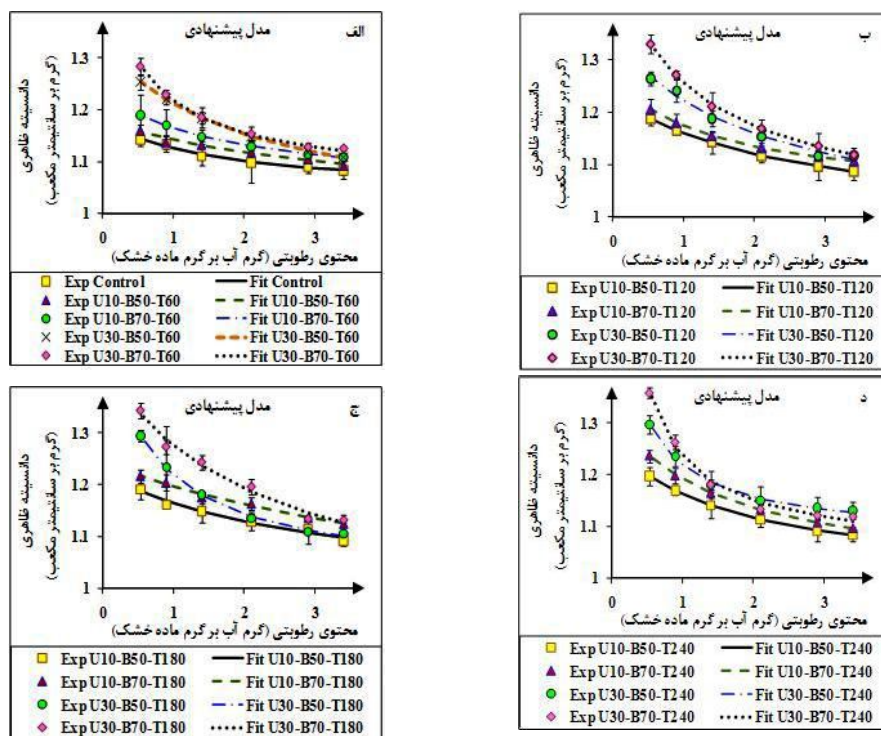 مدل پیشنهادی
الف
دانسیته ظاهری
(گرم بر سانتیمتر مکعب)
1.3
1.2
1.1
1
0
1
2
3
محتوی رطوبتی (گرم آب بر گرم ماده خشک)
Exp Control
Fit Control
Exp U10-B50-T60
Fit U10-B50-T60
Exp U10-B70-T60
Fit U10-B70-T60
Exp U30-B50-T60
Fit U30-B50-T60
Exp U30-B70-T60
Fit U30-B70-T60
مدل پیشنهادی
ب
دانسیته ظاهری
(گرم بر سانتیمتر مکعب)
1.3
1.2
1.1
1
0
1
2
3
محتوی رطوبتی (گرم آب بر گرم ماده خشک)
Exp U10-B50-T120
Fit U10-B50-T120
Exp U10-B70-T120
Fit U10-B70-T120
Exp U30-B50-T120
Fit U30-B50-T120
Exp U30-B70-T120
Fit U30-B70-T120
مدل پیشنهادی
ج
دانسیته ظاهری
(گرم بر سانتیمتر مکعب)
1.3
1.2
1.1
1
0
1
2
3
محتوی رطوبتی (گرم آب بر گرم ماده خشک)
Exp U10-B50-T180
Fit U10-B50-T180
Exp U10-B70-T180
Fit U10-B70-T180
Exp U30-B50-T180
Fit U30-B50-T180
Exp U30-B70-T180
Fit U30-B70-T180
مدل پیشنهادی
د
دانسیته ظاهری
(گرم بر سانتیمتر مکعب)
1.3
1.2
1.1
1
0
1
2
3
محتوی رطوبتی (گرم آب بر گرم ماده خشک)
Exp U10-B50-T240
Fit U10-B50-T240
Exp U10-B70-T240
Fit U10-B70-T240
Exp U30-B50-T240
Fit U30-B50-T240
Exp U30-B70-T240
Fit U30-B70-T240